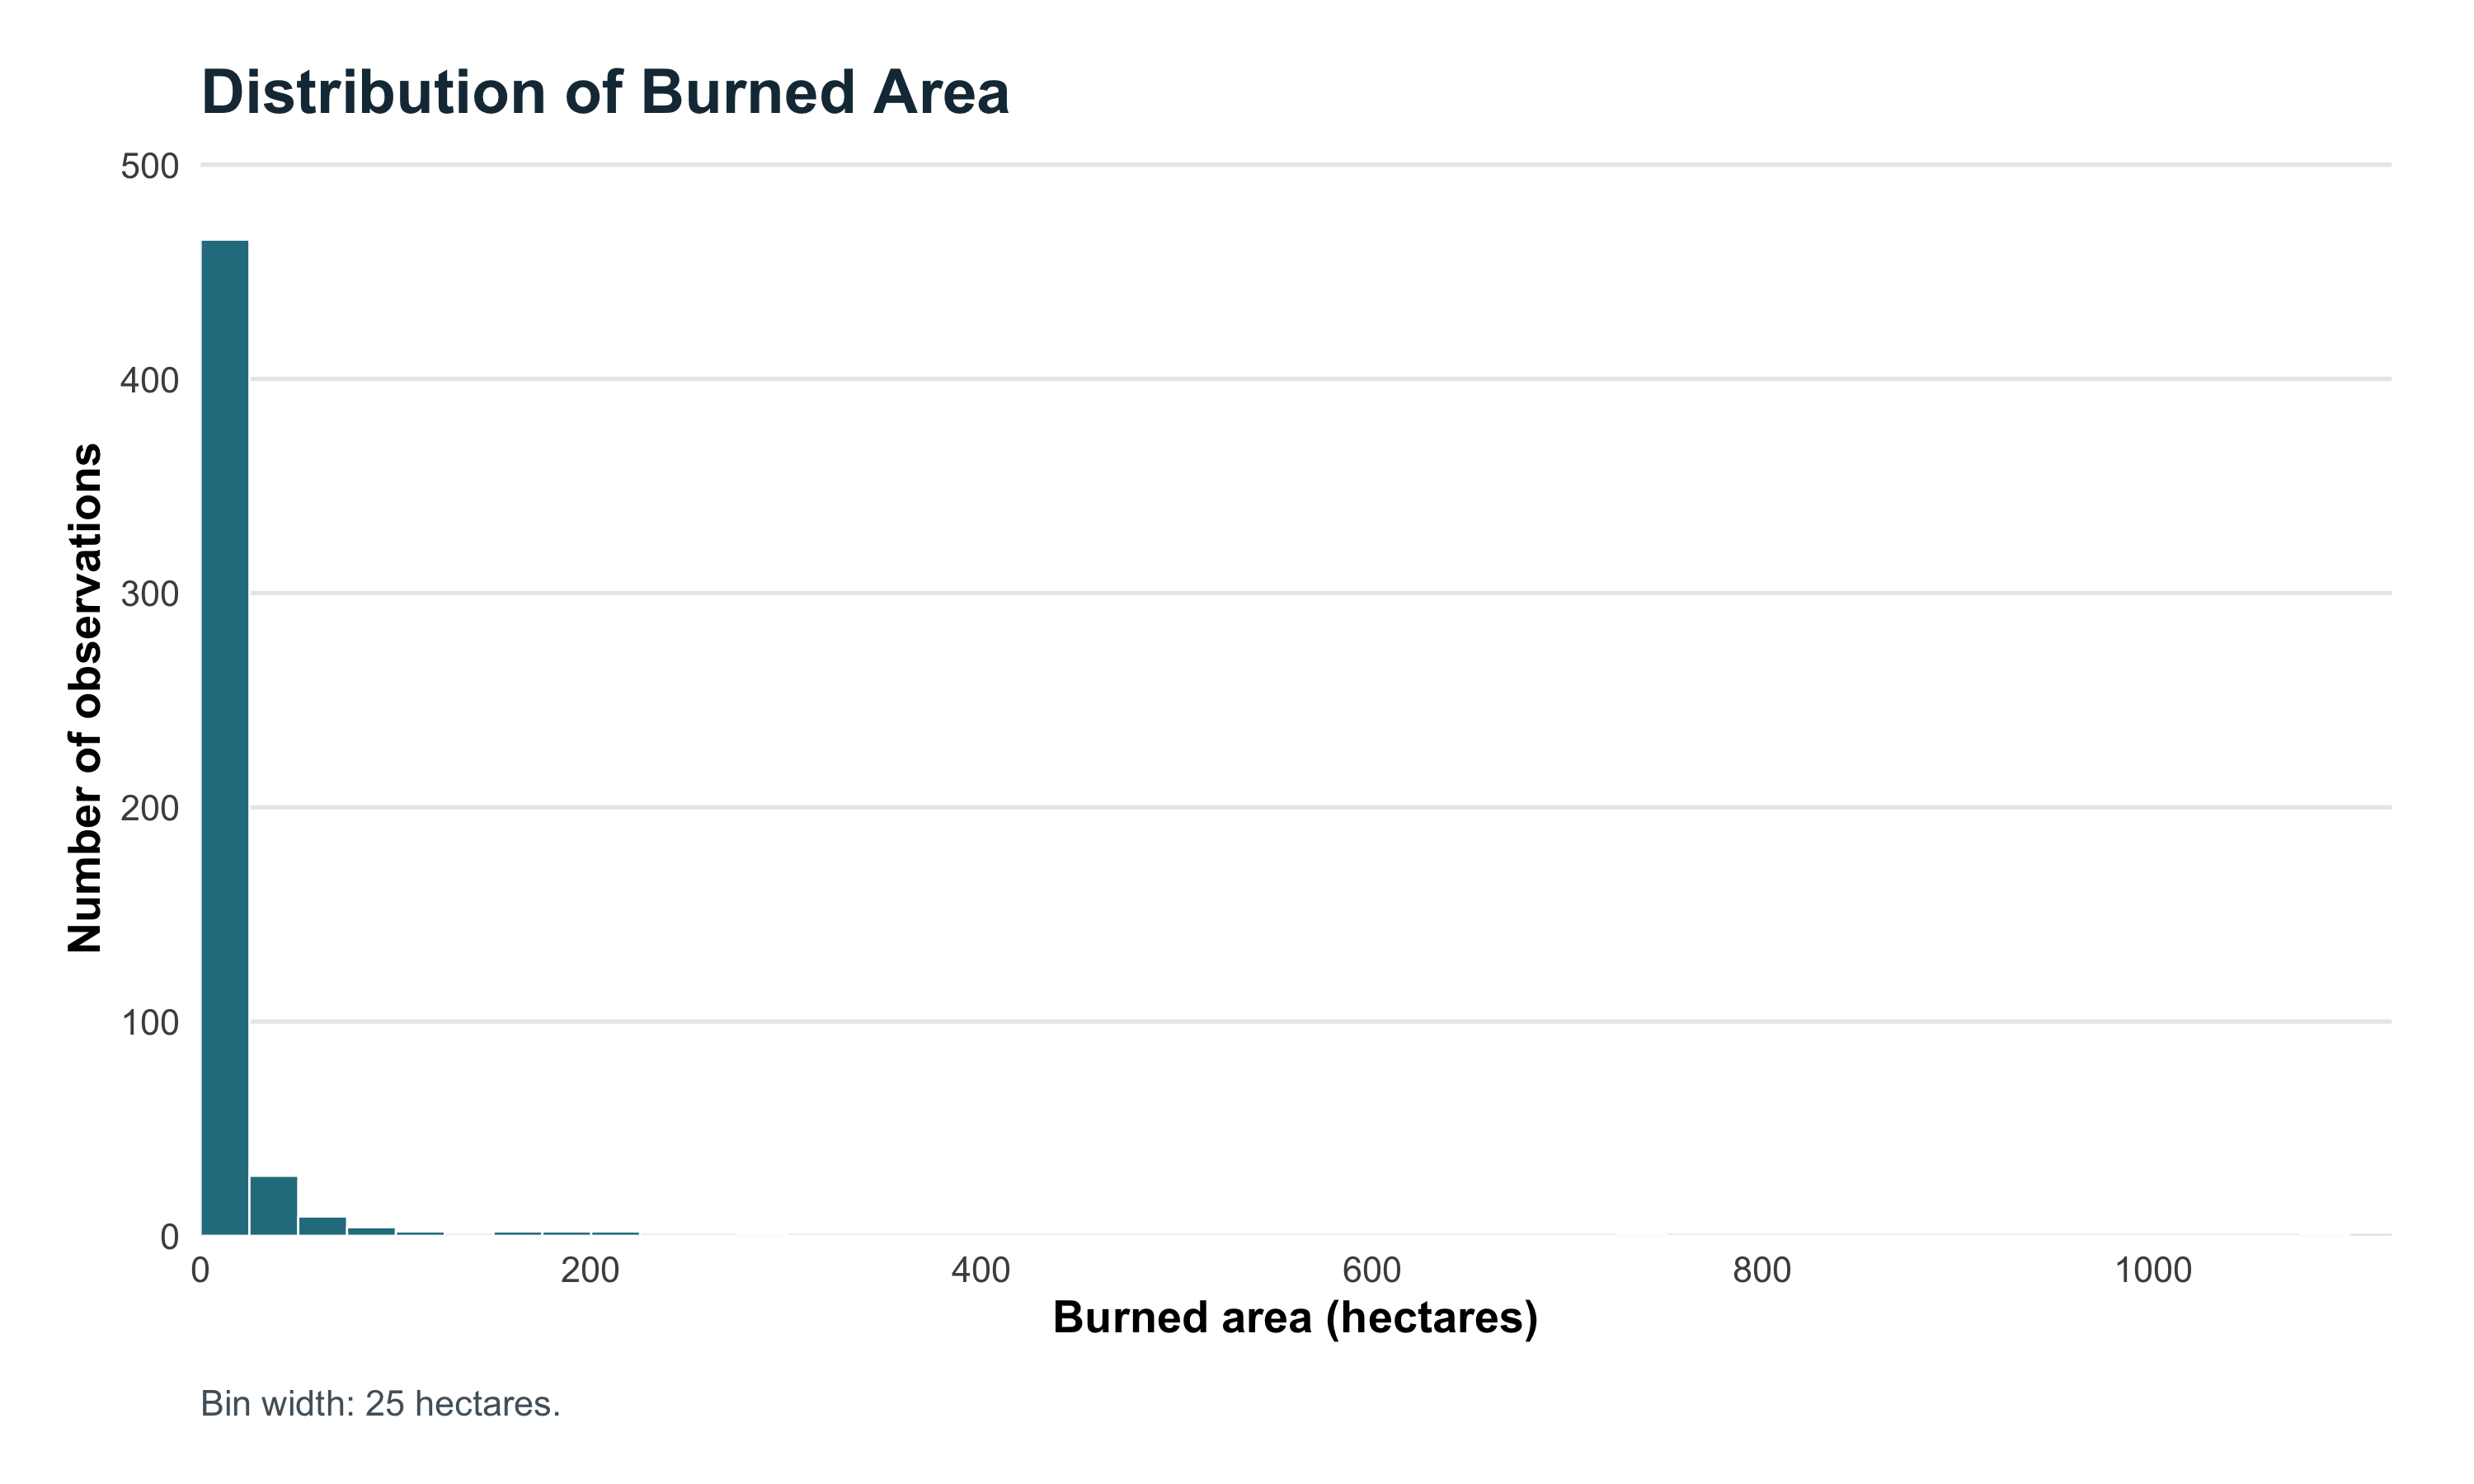 Distribution of Burned Area
500
400
300
200
100
0
Number of observations
0 200 400 600 800 1000
Burned area (hectares)
Bin width: 25 hectares.